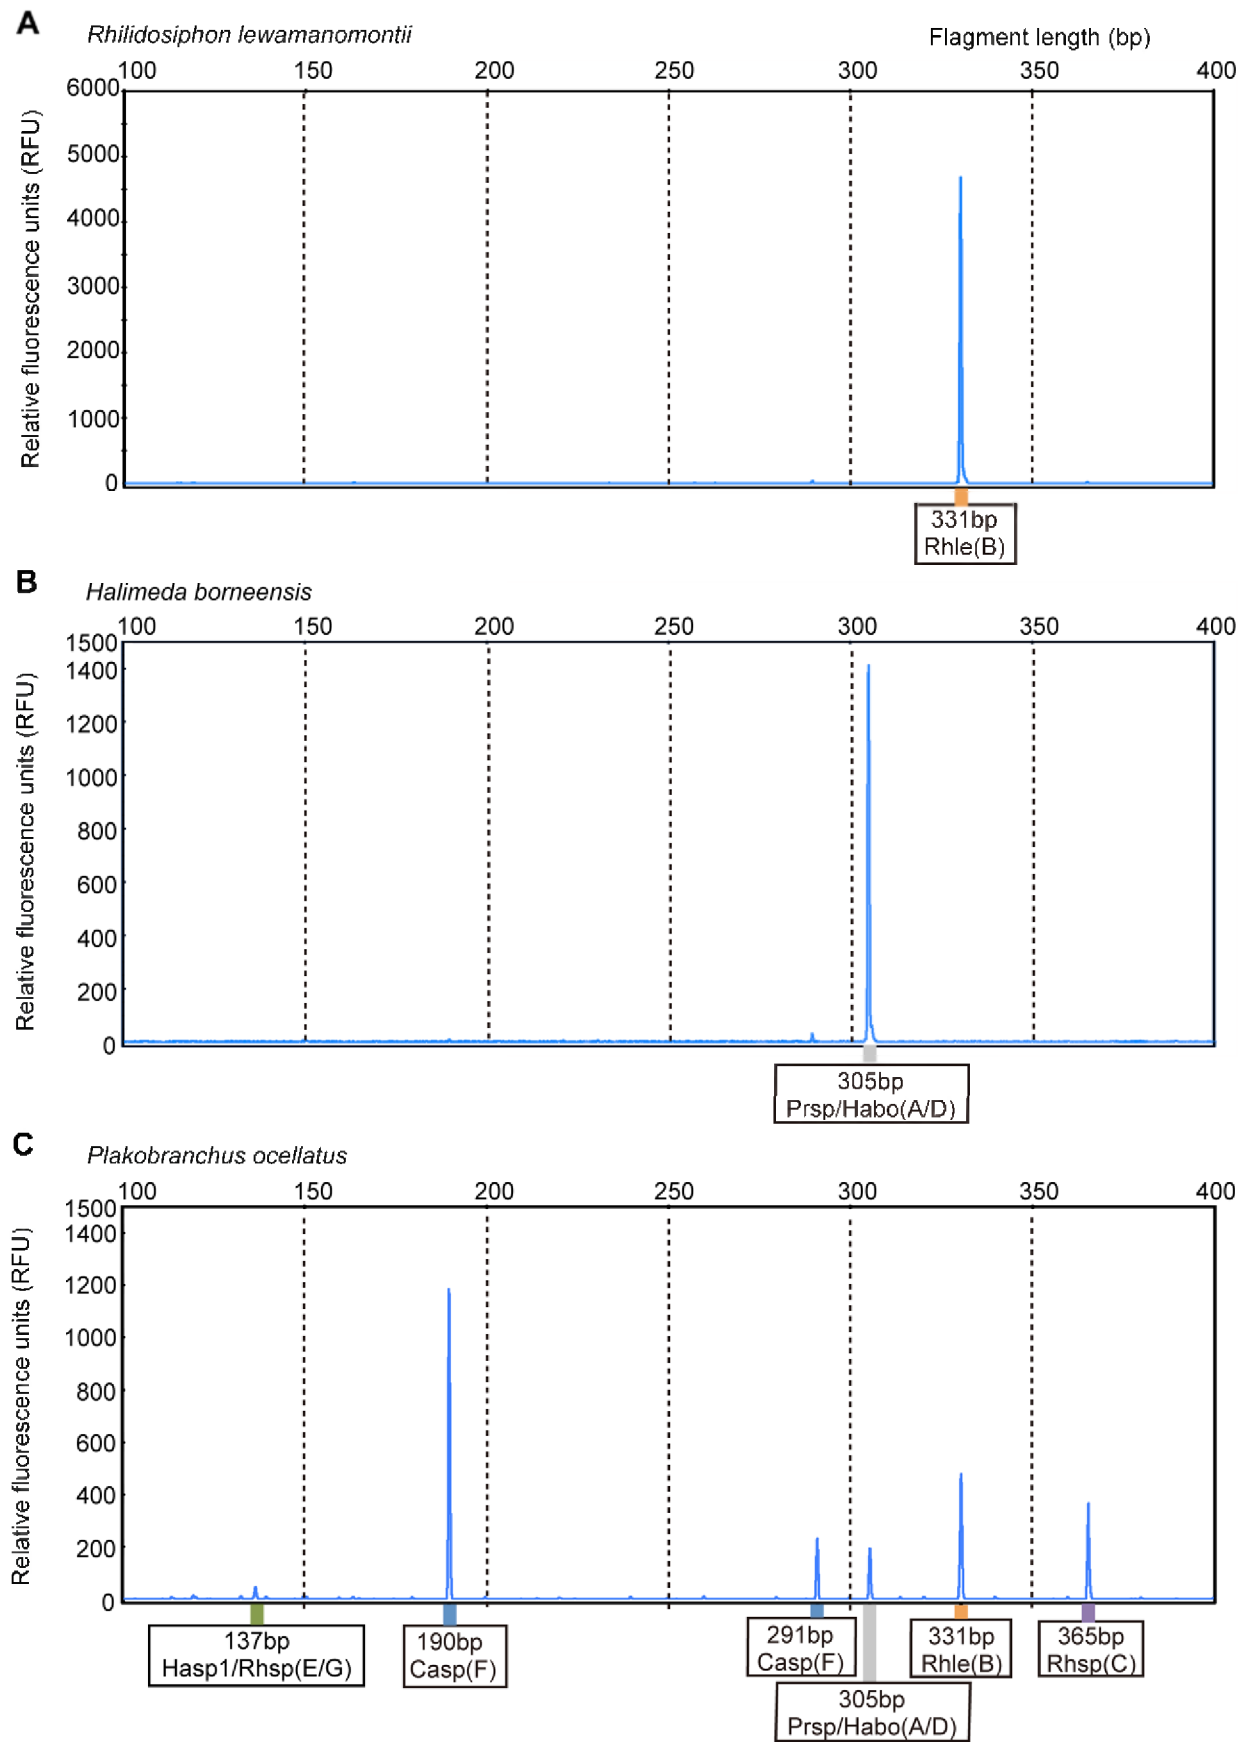 A
Rhilidosiphon lewamanomontii
Flagment length (bp)
100 150 200 250 300 350 400
Relative fluorescence units (RFU)
6000
5000
4000
3000
2000
1000
0
331bp
Rhle(B)
B
Halimeda borneensis
100 150 200 250 300 350 400
Relative fluorescence units (RFU)
1500
1400
1200
1000
800
600
400
200
0
305bp
Prsp/Habo(A/D)
C
Plakobranchus ocellatus
100 150 200 250 300 350 400
Relative fluorescence units (RFU)
1500
1400
1200
1000
800
600
400
200
0
137bp
Hasp1/Rhsp(E/G)
190bp
Casp(F)
291bp
Casp(F)
331bp
Rhle(B)
365bp
Rhsp(C)
305bp
Prsp/Habo(A/D)